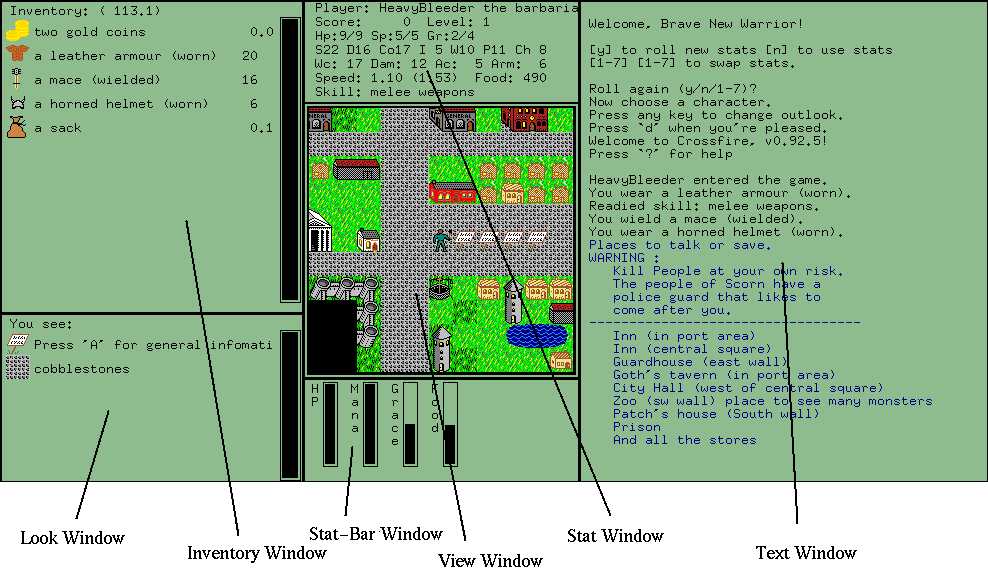 Inventory: ( 113.1)
two gold coins 0.0
a leather armour (worn) 20
a mace (wielded) 16
a horned helmet (worn) 6
a sack 0.1
You see:
Press "A" for general infomati
cobblestones
Player: HeavyBleeder the barbaria
Score: 0 Level: 1
Hp:9/9 Sp:5/5 Gr:2/4
S22 D16 Co17 I 5 W10 P11 Ch 8
Wc: 17 Dam: 12 Ac: 5 Arm: 6
Speed: 1.10 (1.53) Food: 490
Skill: melee weapons
GENERAL
GENERAL
HP
Mana
Grace
Food
Welcome, Brave New Warrior!
[y] to roll new stats [n] to use stats
[1-7] [1-7] to swap stats.
Roll again (y/n/1-7)?
Now choose a character.
Press any key to change outlook.
Press `d" when you're pleased.
Welcome to Crossfire, v0.92.5!
Press `?" for help
HeavyBleeder entered the game.
You wear a leather armour (worn).
Readied skill: melee weapons.
You wield a mace (wielded).
You wear a horned helmet (worn).
Places to talk or save.
WARNING :
Kill People at your own risk.
The people of Scorn have a
police guard that likes to
come after you.
-------------------------------
Inn (in port area)
Inn (central square)
Guardhouse (east wall)
Goth's tavern (in port area)
City Hall (west of central square)
Zoo (sw wall) place to see many monsters
Patch's house (South wall)
Prison
And all the stores
Look Window
Inventory Window
Stat-Bar Window
View Window
Stat Window
Text Window